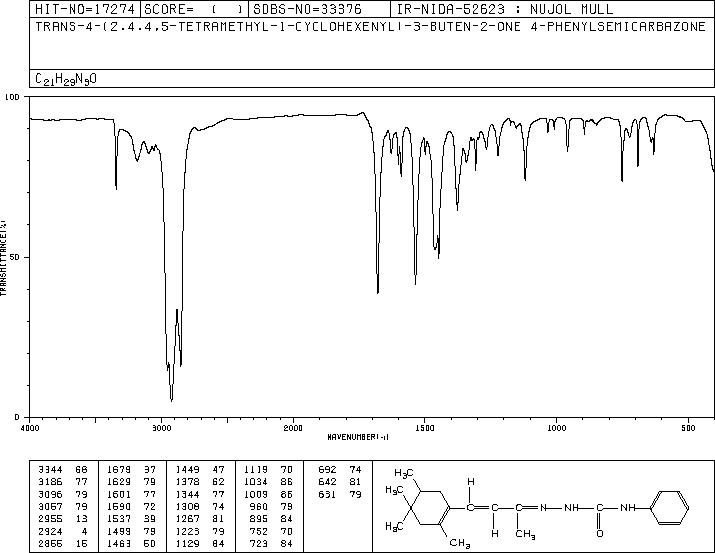 HIT-NO=17274 SCORE= ( ) SDBS-NO=33376 IR-NIDA-52623 : NUJOL MULL
TRANS-4-(2,4,4,5-TETRAMETHYL-1-CYCLOHEXENYL)-3-BUTEN-2-ONE 4-PHENYLSEMICARBAZONE
C21H29N3O
100
50
0
TRANSMITTANCE(%)
4000 3000 2000 1500 1000 500
WAVENUMBER(-1)
3344 66 1679 37 1449 47 1119 70 692 74
3186 77 1629 79 1378 62 1034 86 642 81
3096 79 1601 77 1344 77 1009 86 631 79
3057 79 1590 72 1308 74 960 79
2955 13 1537 39 1267 81 895 84
2924 4 1499 79 1223 79 752 70
2866 15 1463 50 1129 84 723 84
H3C
H
H3C
H3C
CH3
H
CH3
N
NH
O
NH